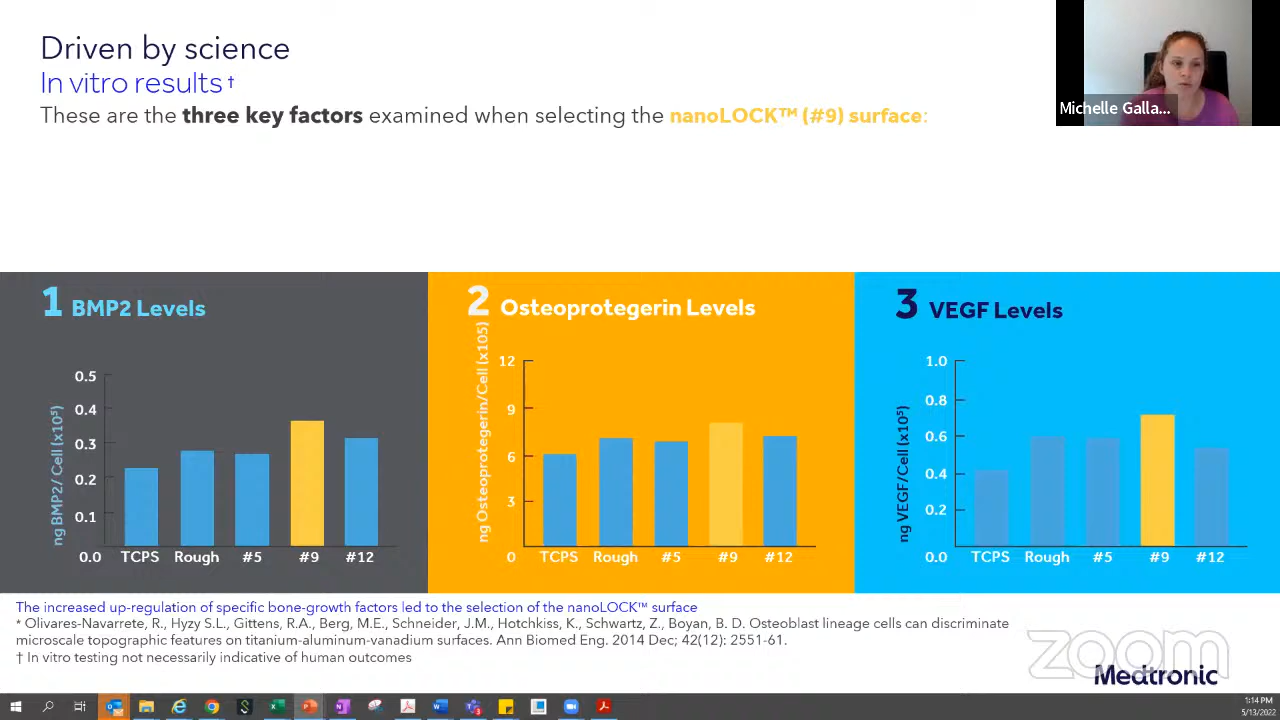 Driven by science
In vitro results †
These are the three key factors examined when selecting the nanoLOCK™ (#9) surface:
Michelle Galla...
1 BMP2 Levels
ng BMP2/ Cell (x10⁵)
0.5
0.4
0.3
0.2
0.1
0.0
TCPS Rough #5 #9 #12
2 Osteoprotegerin Levels
ng Osteoprotegerin/Cell (x105)
12
9
6
3
0
TCPS Rough #5 #9 #12
3 VEGF Levels
ng VEGF/Cell (x10⁵)
1.0
0.8
0.6
0.4
0.2
0.0
TCPS Rough #5 #9 #12
The increased up-regulation of specific bone-growth factors led to the selection of the nanoLOCK™ surface
* Olivares-Navarrete, R., Hyzy S.L., Gittens, R.A., Berg, M.E., Schneider, J.M., Hotchkiss, K., Schwartz, Z., Boyan, B. D. Osteoblast lineage cells can discriminate
microscale topographic features on titanium-aluminum-vanadium surfaces. Ann Biomed Eng. 2014 Dec; 42(12): 2551-61.
† In vitro testing not necessarily indicative of human outcomes
zoom
Medtronic
1:14 PM
5/13/2022